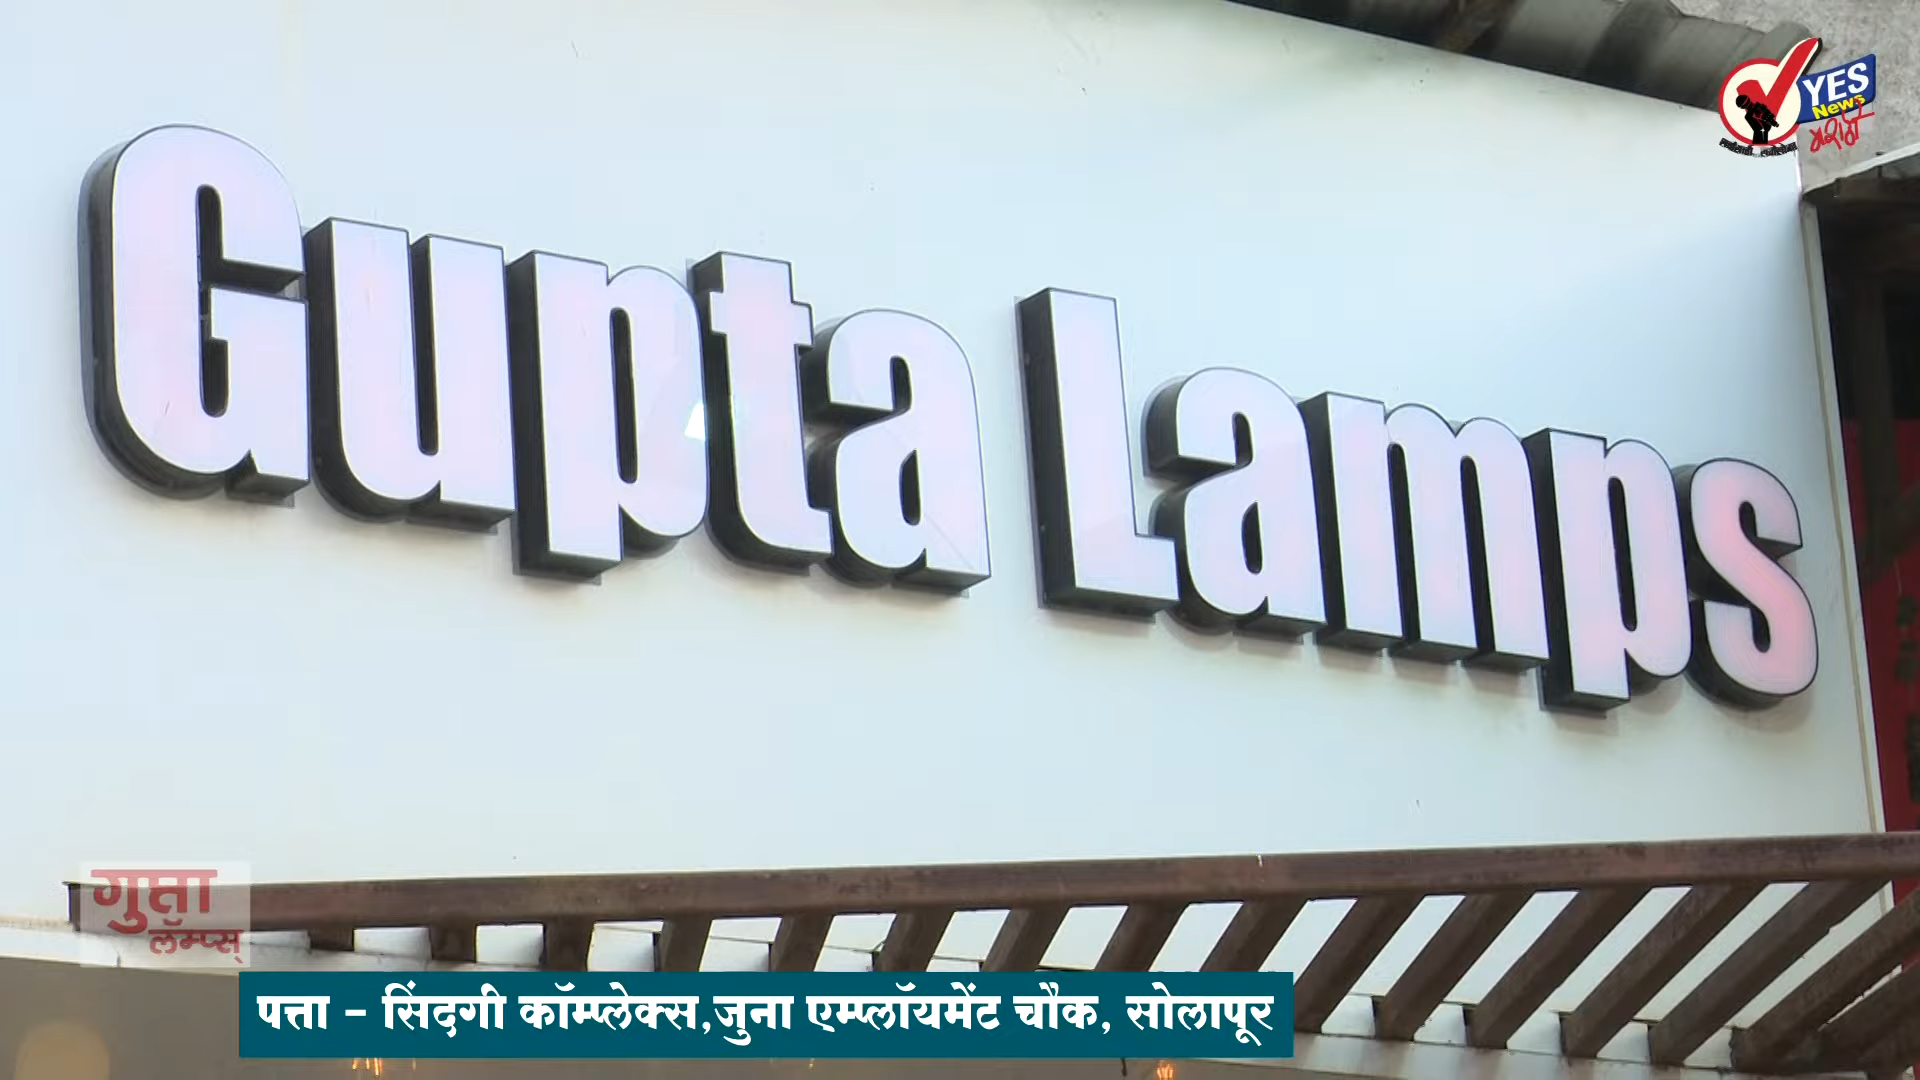 YES
News
मराठी
Gupta Lamps
गुप्ता
लॅम्प्स्
पत्ता - सिंदगी कॉम्प्लेक्स,जुना एम्प्लॉयमेंट चौक, सोलापूर